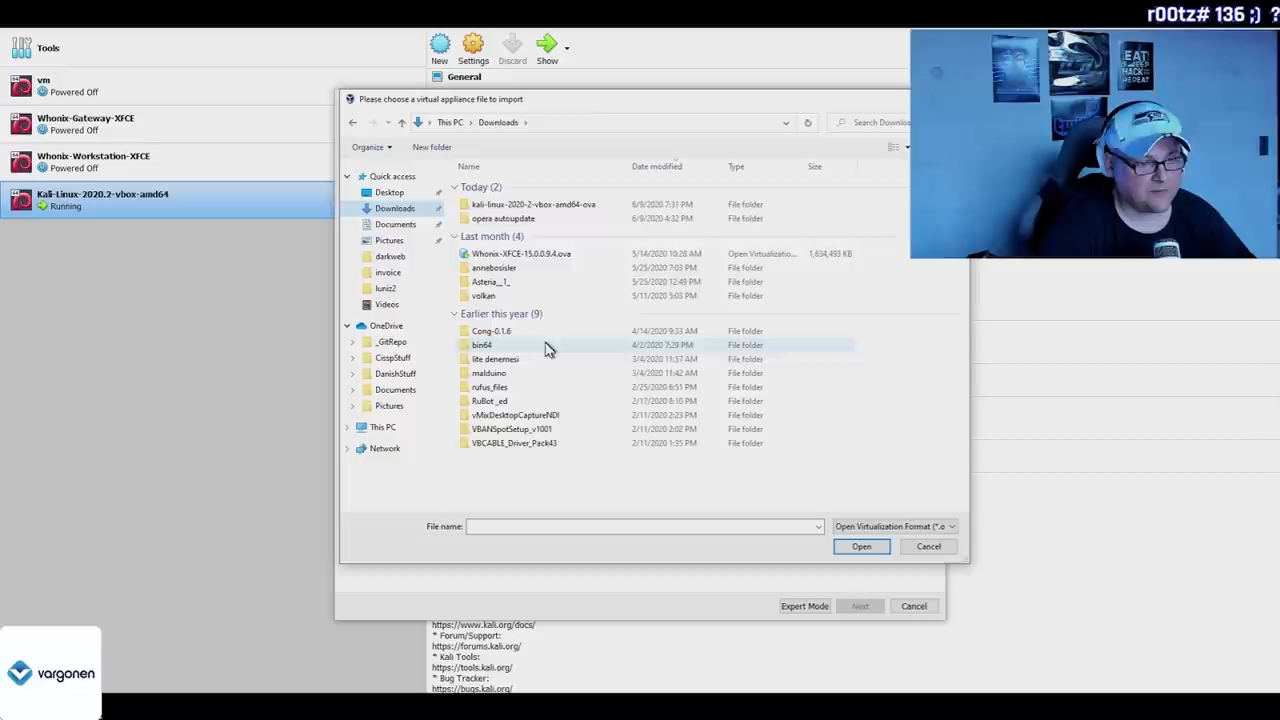 r00tz# 136 ;) ?
Tools
New
Settings
Discard
Show
General
vm
Powered Off
Whonix-Gateway-XFCE
Powered Off
Whonix-Workstation-XFCE
Powered Off
Kali-Linux-2020.2-vbox-amd64
Running
EAT
SLEEP
HACK
REPEAT
Please choose a virtual appliance file to import
This PC
Downloads
Search Downloa
Organize
New folder
Name
Date modified
Type
Size
Quick access
Desktop
Downloads
Documents
Pictures
darkweb
invoice
luniz2
Videos
OneDrive
_GitRepo
CisspStuff
DanishStuff
Documents
Pictures
This PC
Network
Today (2)
kali-linux-2020-2-vbox-amd64-ova 6/9/2020 7:31 PM File folder
opera autoupdate 6/9/2020 4:32 PM File folder
Last month (4)
Whonix-XFCE-15.0.0.9.4.ova 5/14/2020 10:28 AM Open Virtualizatio... 1,634,493 KB
annebosisler 5/25/2020 7:03 PM File folder
Asteria__1_ 5/25/2020 12:49 PM File folder
volkan 5/11/2020 5:03 PM File folder
Earlier this year (9)
Cong-0.1.6 4/14/2020 9:33 AM File folder
bin64 4/2/2020 7:29 PM File folder
lite denemesi 3/4/2020 11:57 AM File folder
malduino 3/4/2020 11:42 AM File folder
rufus_files 2/25/2020 6:51 PM File folder
RuBot _ed 2/17/2020 8:10 PM File folder
vMixDesktopCaptureNDI 2/11/2020 2:23 PM File folder
VBANSpotSetup_v1001 2/11/2020 2:02 PM File folder
VBCABLE_Driver_Pack43 2/11/2020 1:35 PM File folder
File name:
Open Virtualization Format (*.o
Open
Cancel
Expert Mode
Next
Cancel
https://www.kali.org/docs/
* Forum/Support:
https://forums.kali.org/
* Kali Tools:
https://tools.kali.org/
* Bug Tracker:
https://bugs.kali.org/
vargonen